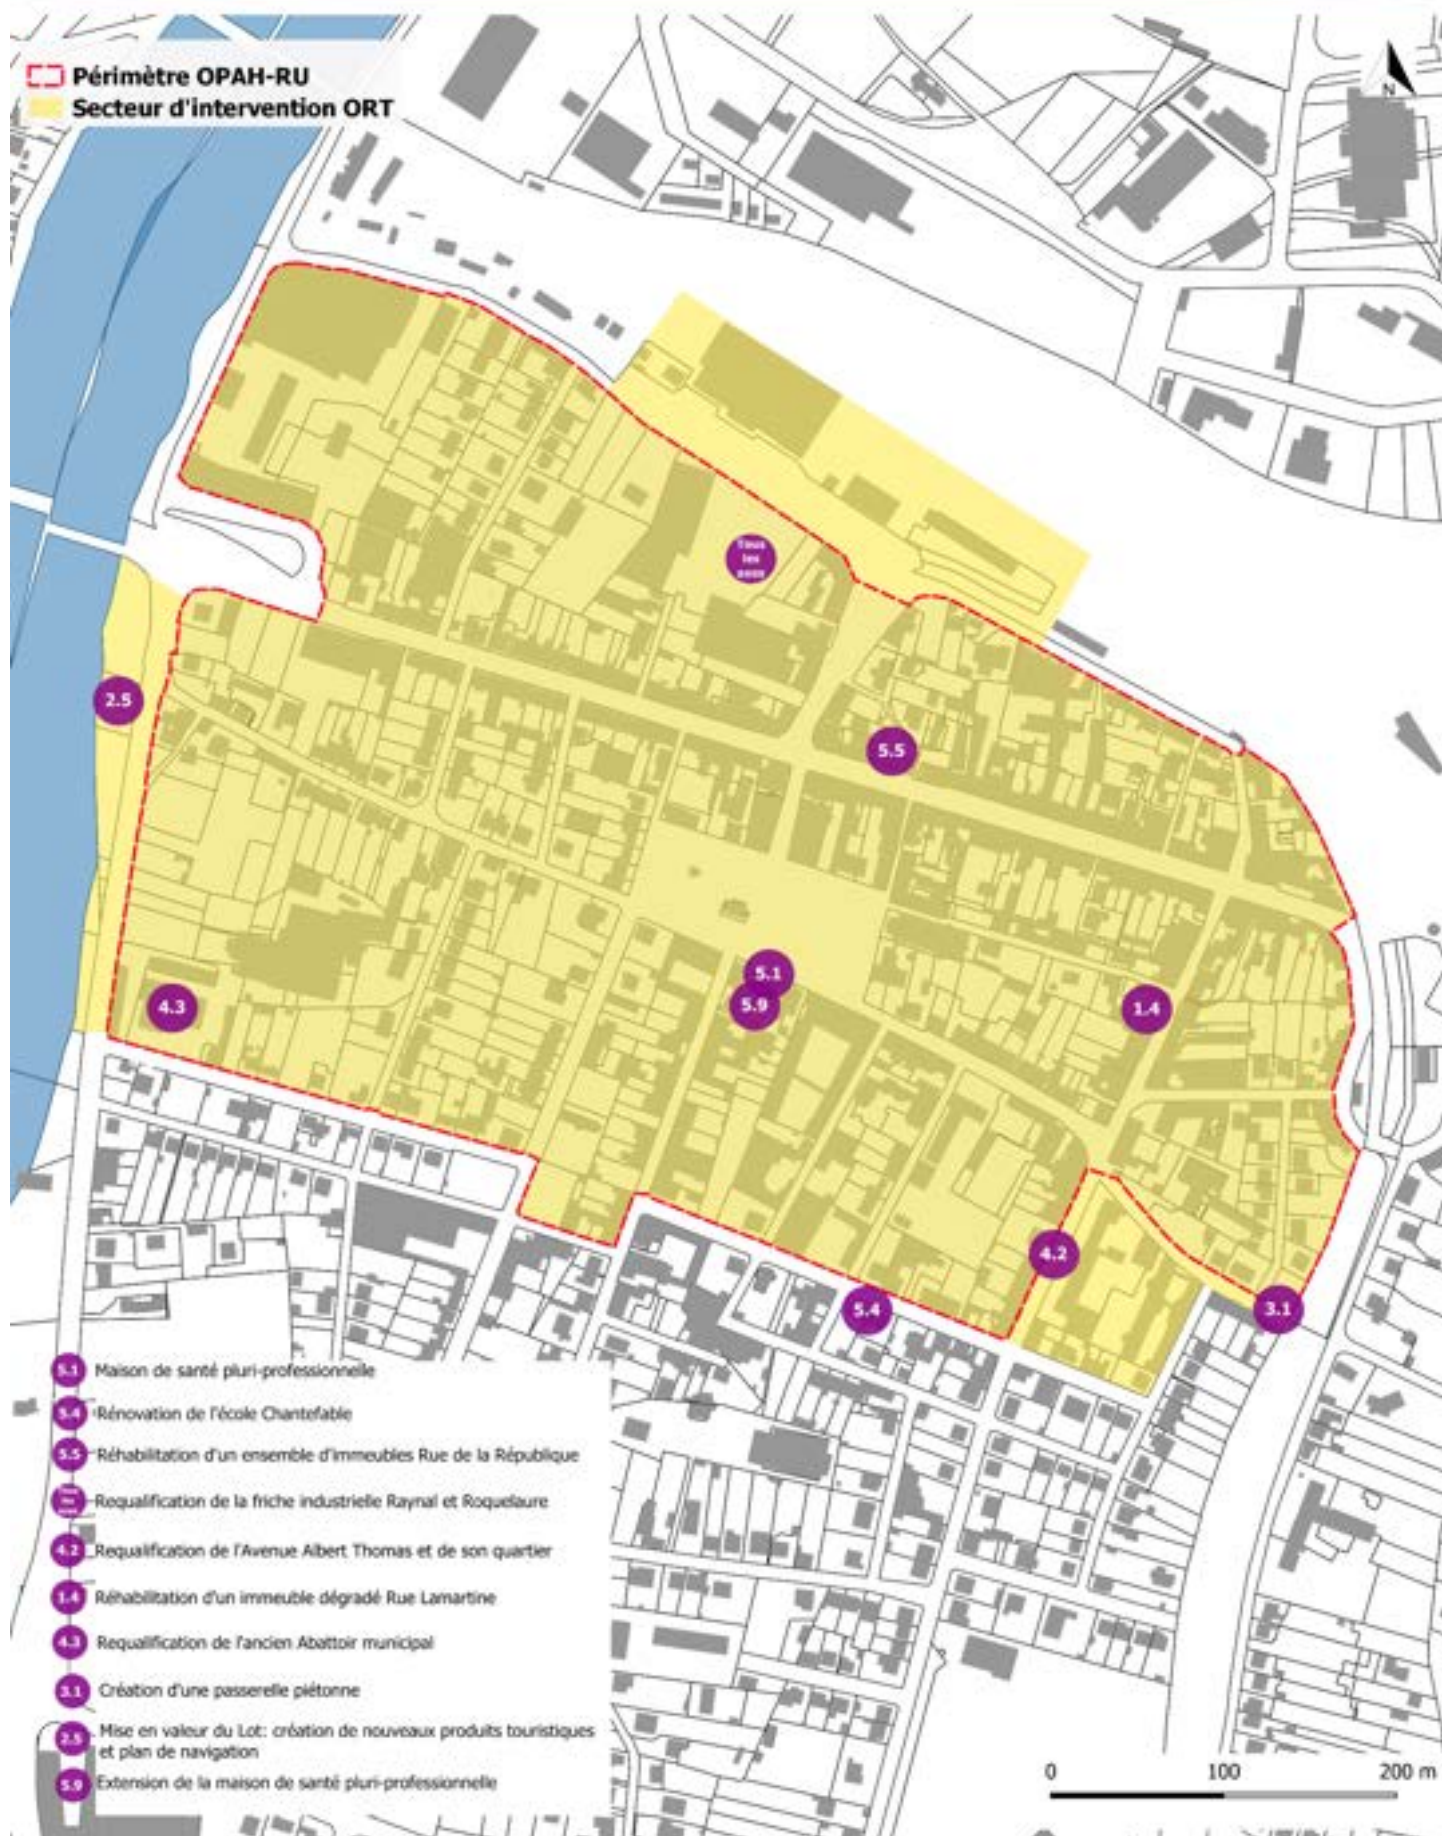 Périmètre OPAH-RU
Secteur d'intervention ORT
N
Tous
les
axes
2.5
5.5
5.1
5.9
4.3
1.4
4.2
5.4
3.1
5.1 Maison de santé pluri-professionnelle
5.4 Rénovation de l'école Chantefable
5.5 Réhabilitation d'un ensemble d'immeubles Rue de la République
Requalification de la friche industrielle Raynal et Roquelaure
4.2 Requalification de l'Avenue Albert Thomas et de son quartier
1.4 Réhabilitation d'un immeuble dégradé Rue Lamartine
4.3 Requalification de l'ancien Abattoir municipal
3.1 Création d'une passerelle piétonne
2.5 Mise en valeur du Lot: création de nouveaux produits touristiques
et plan de navigation
5.9 Extension de la maison de santé pluri-professionnelle
0 100 200 m